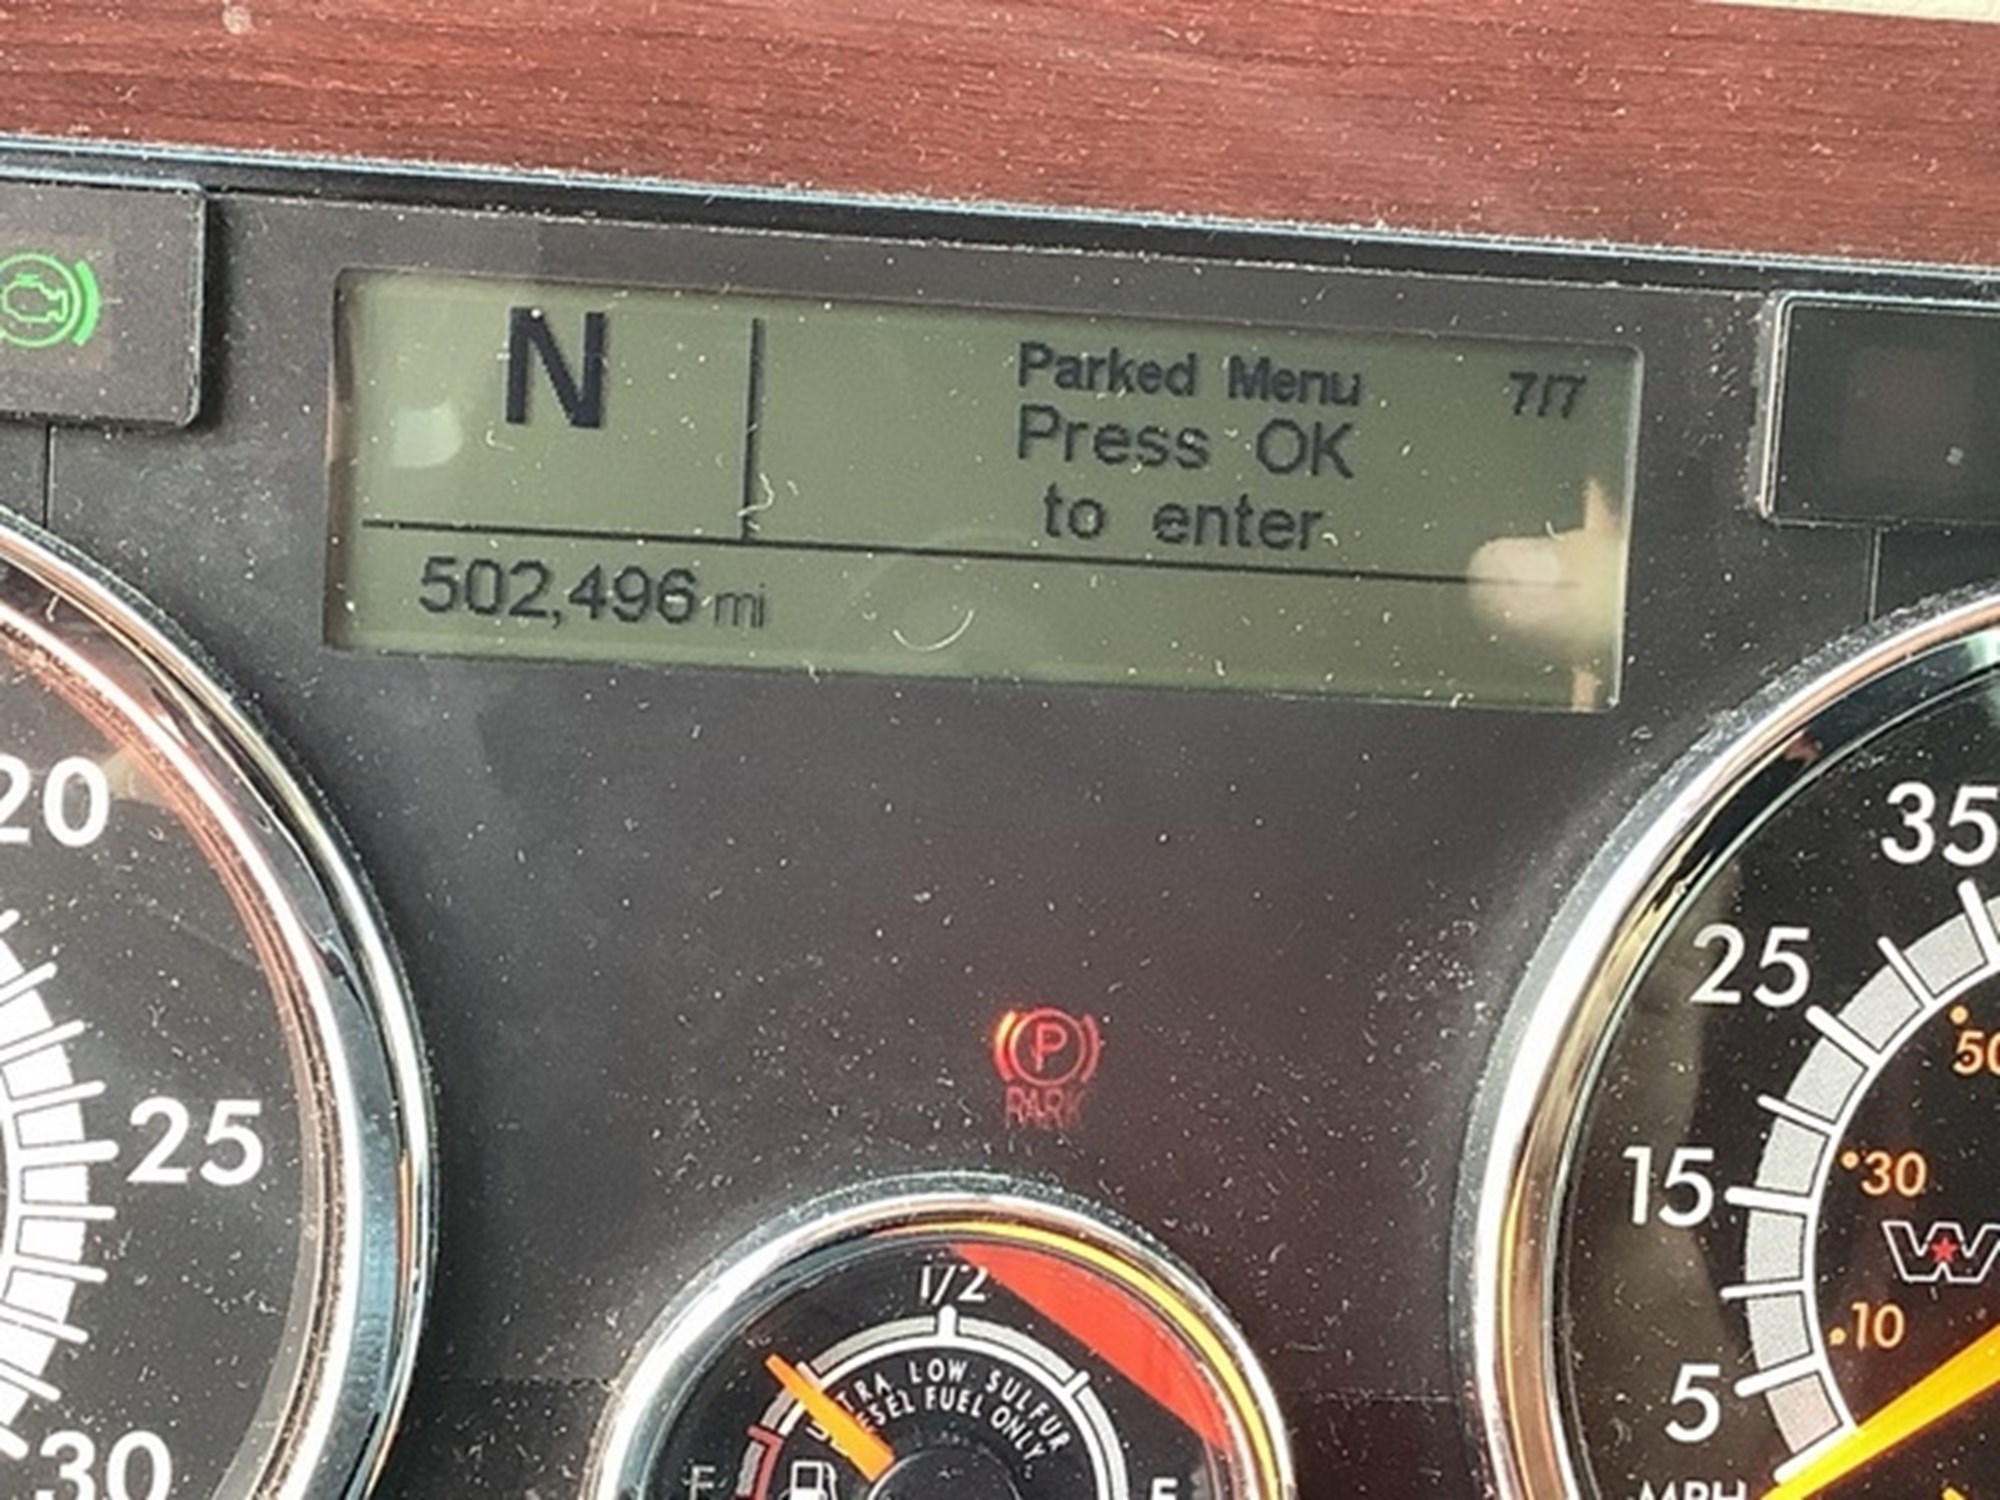 N
Parked Menu 7/7
Press OK
to enter
502,496 mi
20
25
30
P
PARK
1/2
ULTRA LOW SULFUR
DIESEL FUEL ONLY
E
F
35
25
15
5
MPH
50
30
10
W